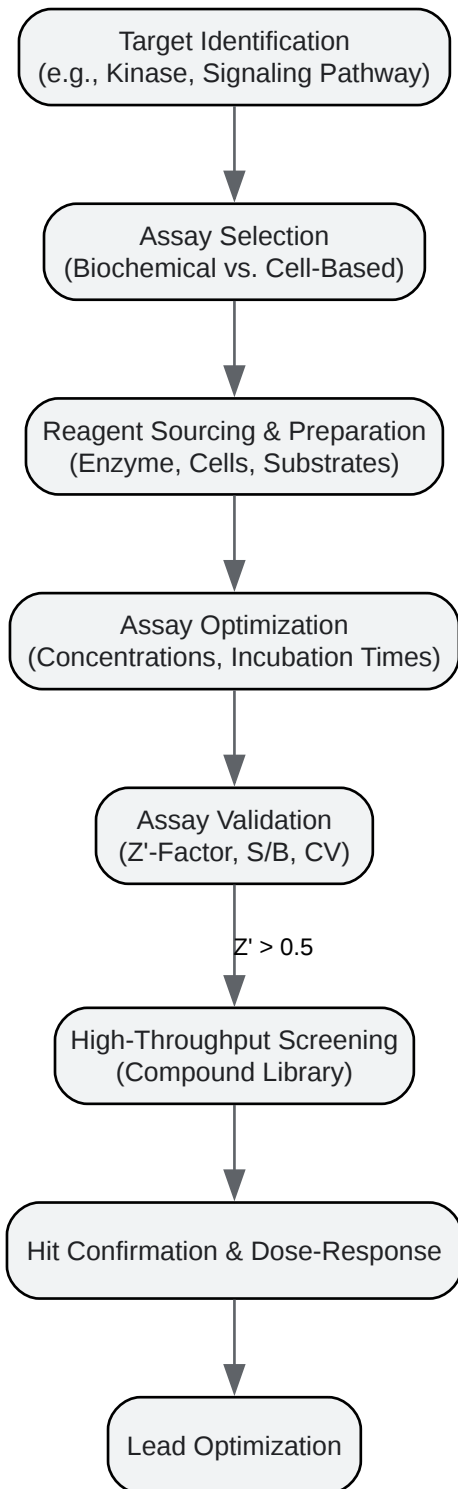 Target Identification
(e.g., Kinase, Signaling Pathway)
Assay Selection
(Biochemical vs. Cell-Based)
Reagent Sourcing & Preparation
(Enzyme, Cells, Substrates)
Assay Optimization
(Concentrations, Incubation Times)
Assay Validation
(Z'-Factor, S/B, CV)
Z' > 0.5
High-Throughput Screening
(Compound Library)
Hit Confirmation & Dose-Response
Lead Optimization